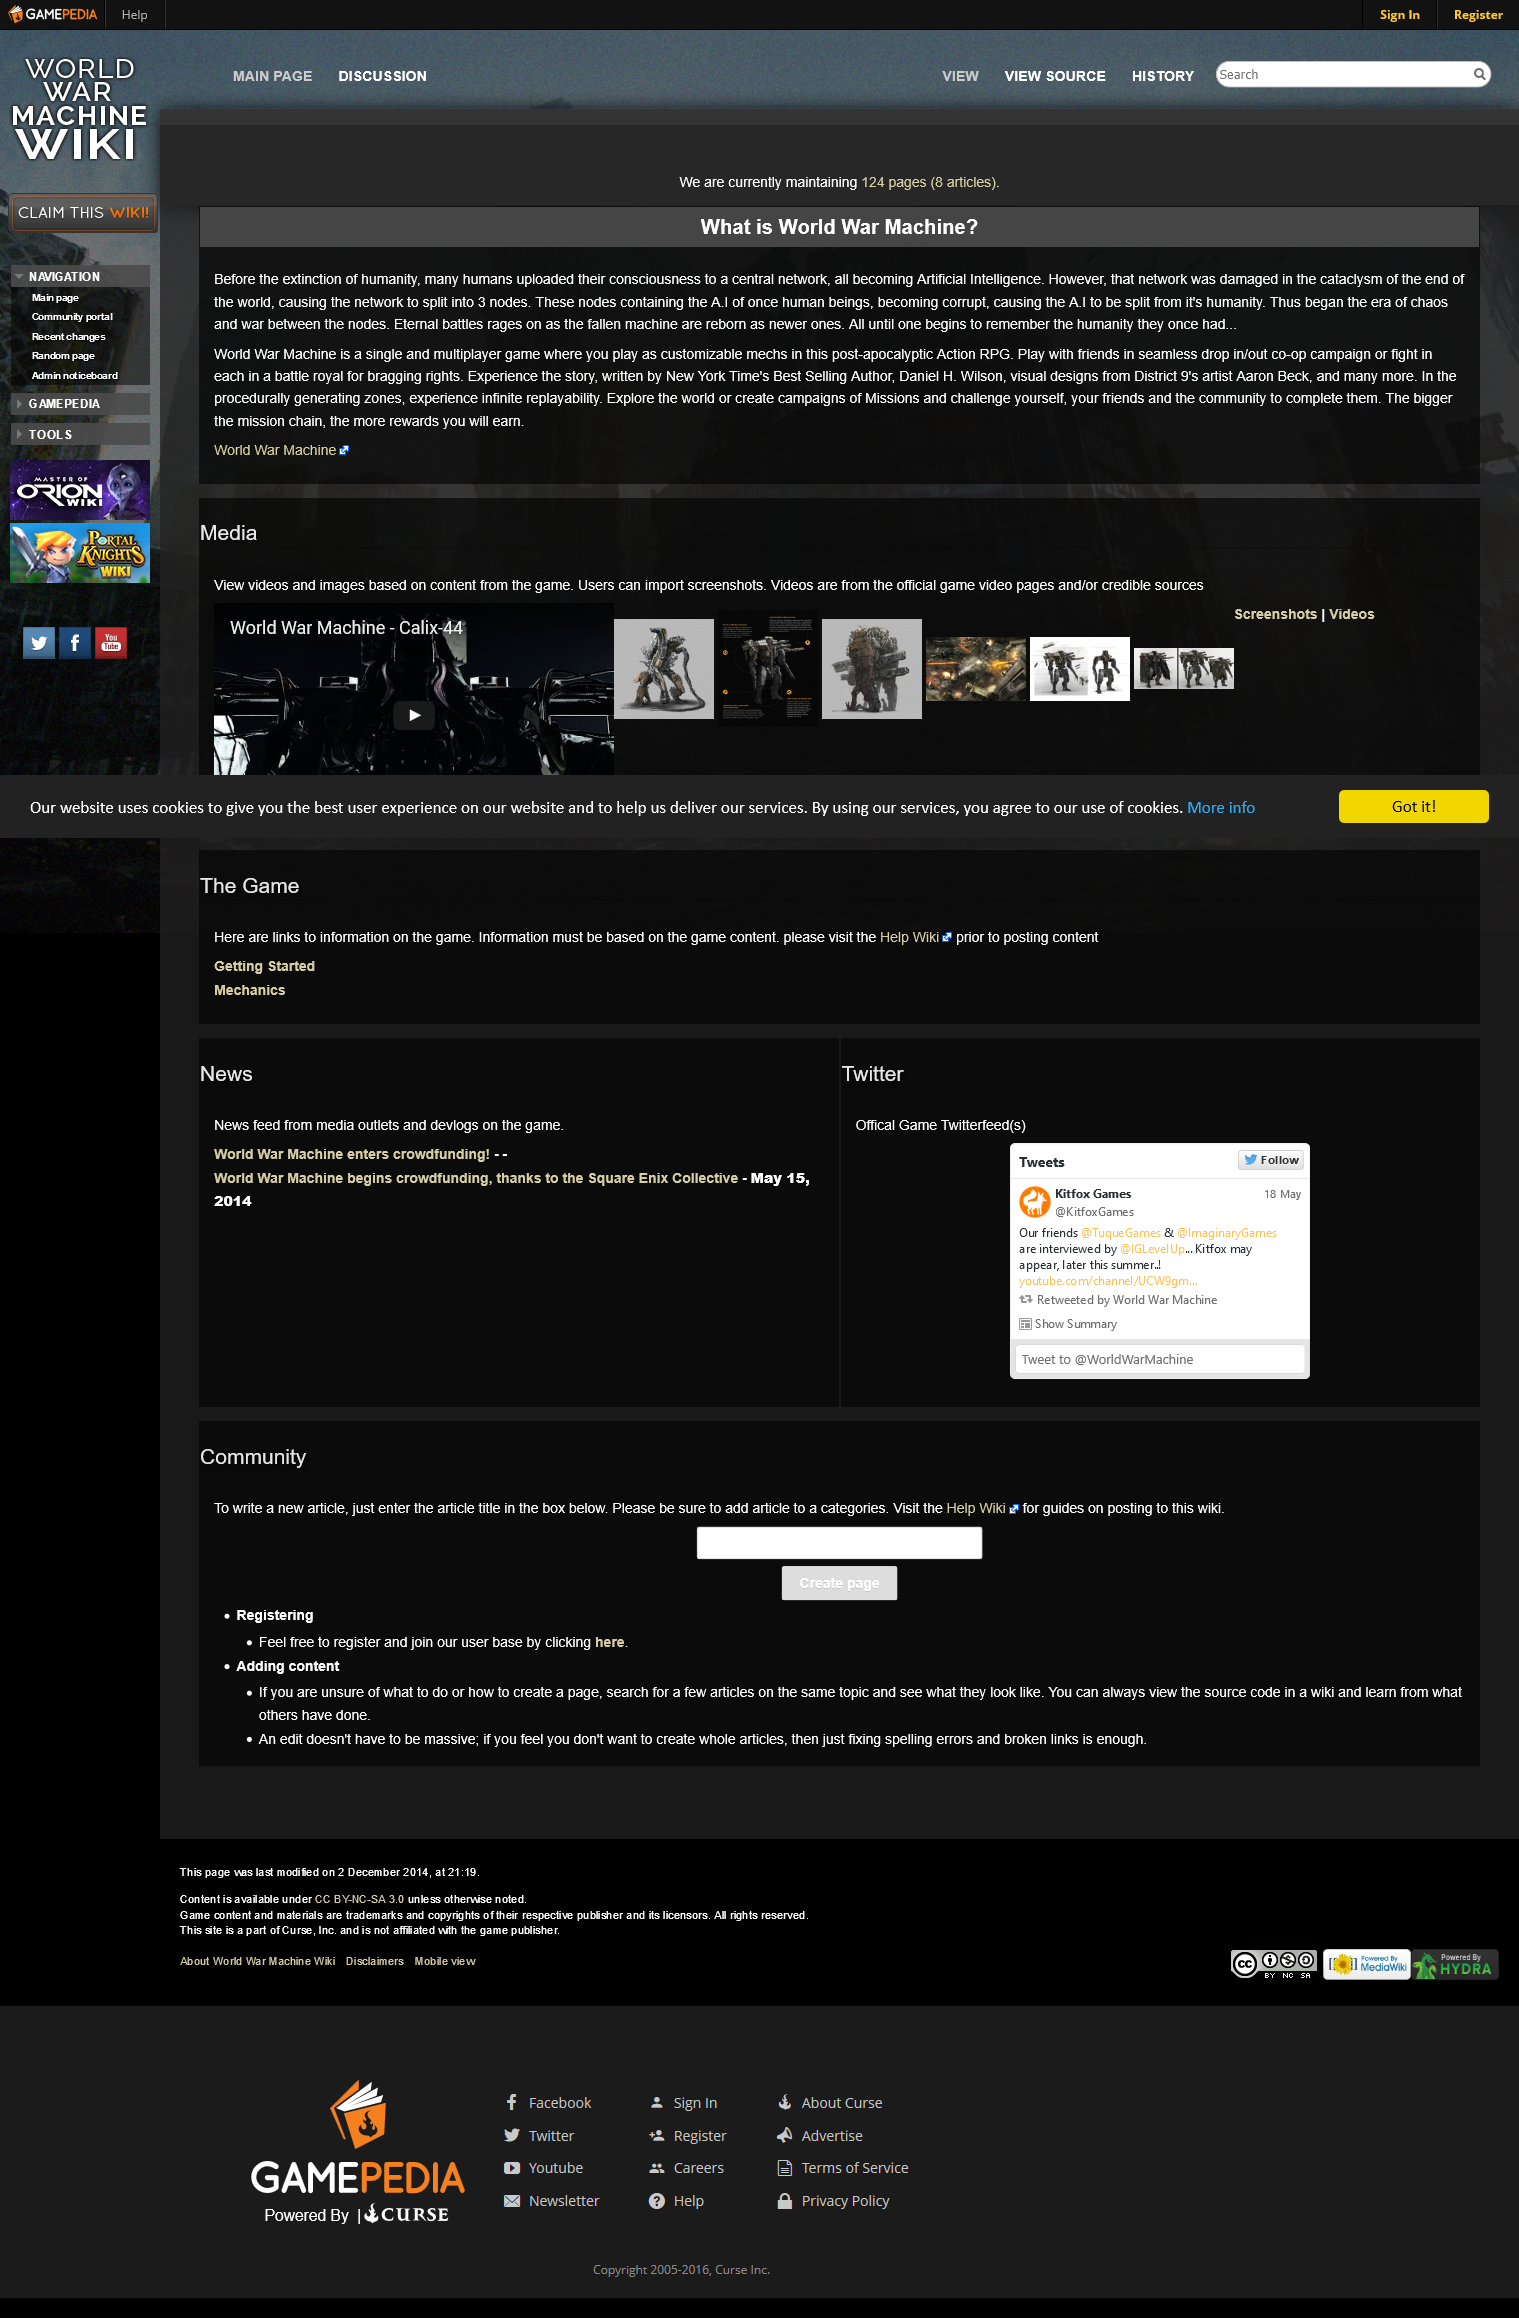 GAMEPEDIA Help Sign In Register
WORLD
WAR
MACHINE
WIKI
MAIN PAGE DISCUSSION VIEW VIEW SOURCE HISTORY Search
CLAIM THIS WIKI!
NAVIGATION
Main page
Community portal
Recent changes
Random page
Admin noticeboard
GAMEPEDIA
TOOLS
MASTER OF
ORION
WIKI
PORTAL
KNIGHTS
WIKI
You
Tube
We are currently maintaining 124 pages (8 articles).
What is World War Machine?
Before the extinction of humanity, many humans uploaded their consciousness to a central network, all becoming Artificial Intelligence. However, that network was damaged in the cataclysm of the end of
the world, causing the network to split into 3 nodes. These nodes containing the A.I of once human beings, becoming corrupt, causing the A.I to be split from it's humanity. Thus began the era of chaos
and war between the nodes. Eternal battles rages on as the fallen machine are reborn as newer ones. All until one begins to remember the humanity they once had...
World War Machine is a single and multiplayer game where you play as customizable mechs in this post-apocalyptic Action RPG. Play with friends in seamless drop in/out co-op campaign or fight in
each in a battle royal for bragging rights. Experience the story, written by New York Time's Best Selling Author, Daniel H. Wilson, visual designs from District 9's artist Aaron Beck, and many more. In the
procedurally generating zones, experience infinite replayability. Explore the world or create campaigns of Missions and challenge yourself, your friends and the community to complete them. The bigger
the mission chain, the more rewards you will earn.
World War Machine
Media
View videos and images based on content from the game. Users can import screenshots. Videos are from the official game video pages and/or credible sources
World War Machine - Calix-44
Screenshots | Videos
Our website uses cookies to give you the best user experience on our website and to help us deliver our services. By using our services, you agree to our use of cookies. More info Got it!
The Game
Here are links to information on the game. Information must be based on the game content. please visit the Help Wiki prior to posting content
Getting Started
Mechanics
News
News feed from media outlets and devlogs on the game.
World War Machine enters crowdfunding! - -
World War Machine begins crowdfunding, thanks to the Square Enix Collective - May 15,
2014
Twitter
Offical Game Twitterfeed(s)
Tweets Follow
Kitfox Games 18 May
@KitfoxGames
Our friends @TuqueGames & @ImaginaryGames
are interviewed by @IGLevelUp... Kitfox may
appear, later this summer..!
youtube.com/channel/UCW9gm...
Retweeted by World War Machine
Show Summary
Tweet to @WorldWarMachine
Community
To write a new article, just enter the article title in the box below. Please be sure to add article to a categories. Visit the Help Wiki for guides on posting to this wiki.
Create page
• Registering
• Feel free to register and join our user base by clicking here.
• Adding content
• If you are unsure of what to do or how to create a page, search for a few articles on the same topic and see what they look like. You can always view the source code in a wiki and learn from what
others have done.
• An edit doesn't have to be massive; if you feel you don't want to create whole articles, then just fixing spelling errors and broken links is enough.
This page was last modified on 2 December 2014, at 21:19.
Content is available under CC BY-NC-SA 3.0 unless otherwise noted.
Game content and materials are trademarks and copyrights of their respective publisher and its licensors. All rights reserved.
This site is a part of Curse, Inc. and is not affiliated with the game publisher.
About World War Machine Wiki Disclaimers Mobile view
CC BY NC SA
Powered By MediaWiki
Powered By HYDRA
GAMEPEDIA
Powered By | CURSE
Facebook Sign In About Curse
Twitter Register Advertise
Youtube Careers Terms of Service
Newsletter Help Privacy Policy
Copyright 2005-2016, Curse Inc.